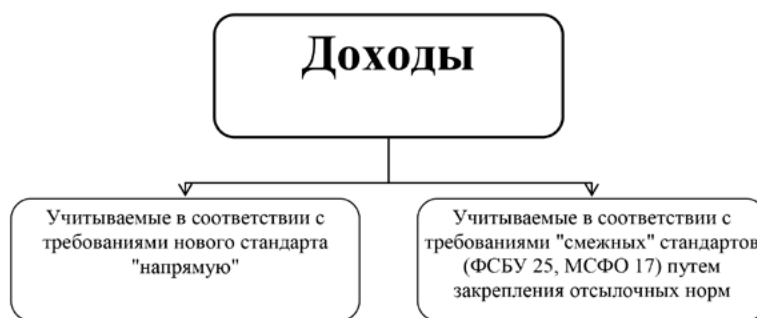 Доходы
Учитываемые в соответствии с
требованиями нового стандарта
"напрямую"
Учитываемые в соответствии с
требованиями "смежных" стандартов
(ФСБУ 25, МСФО 17) путем
закрепления отсылочных норм